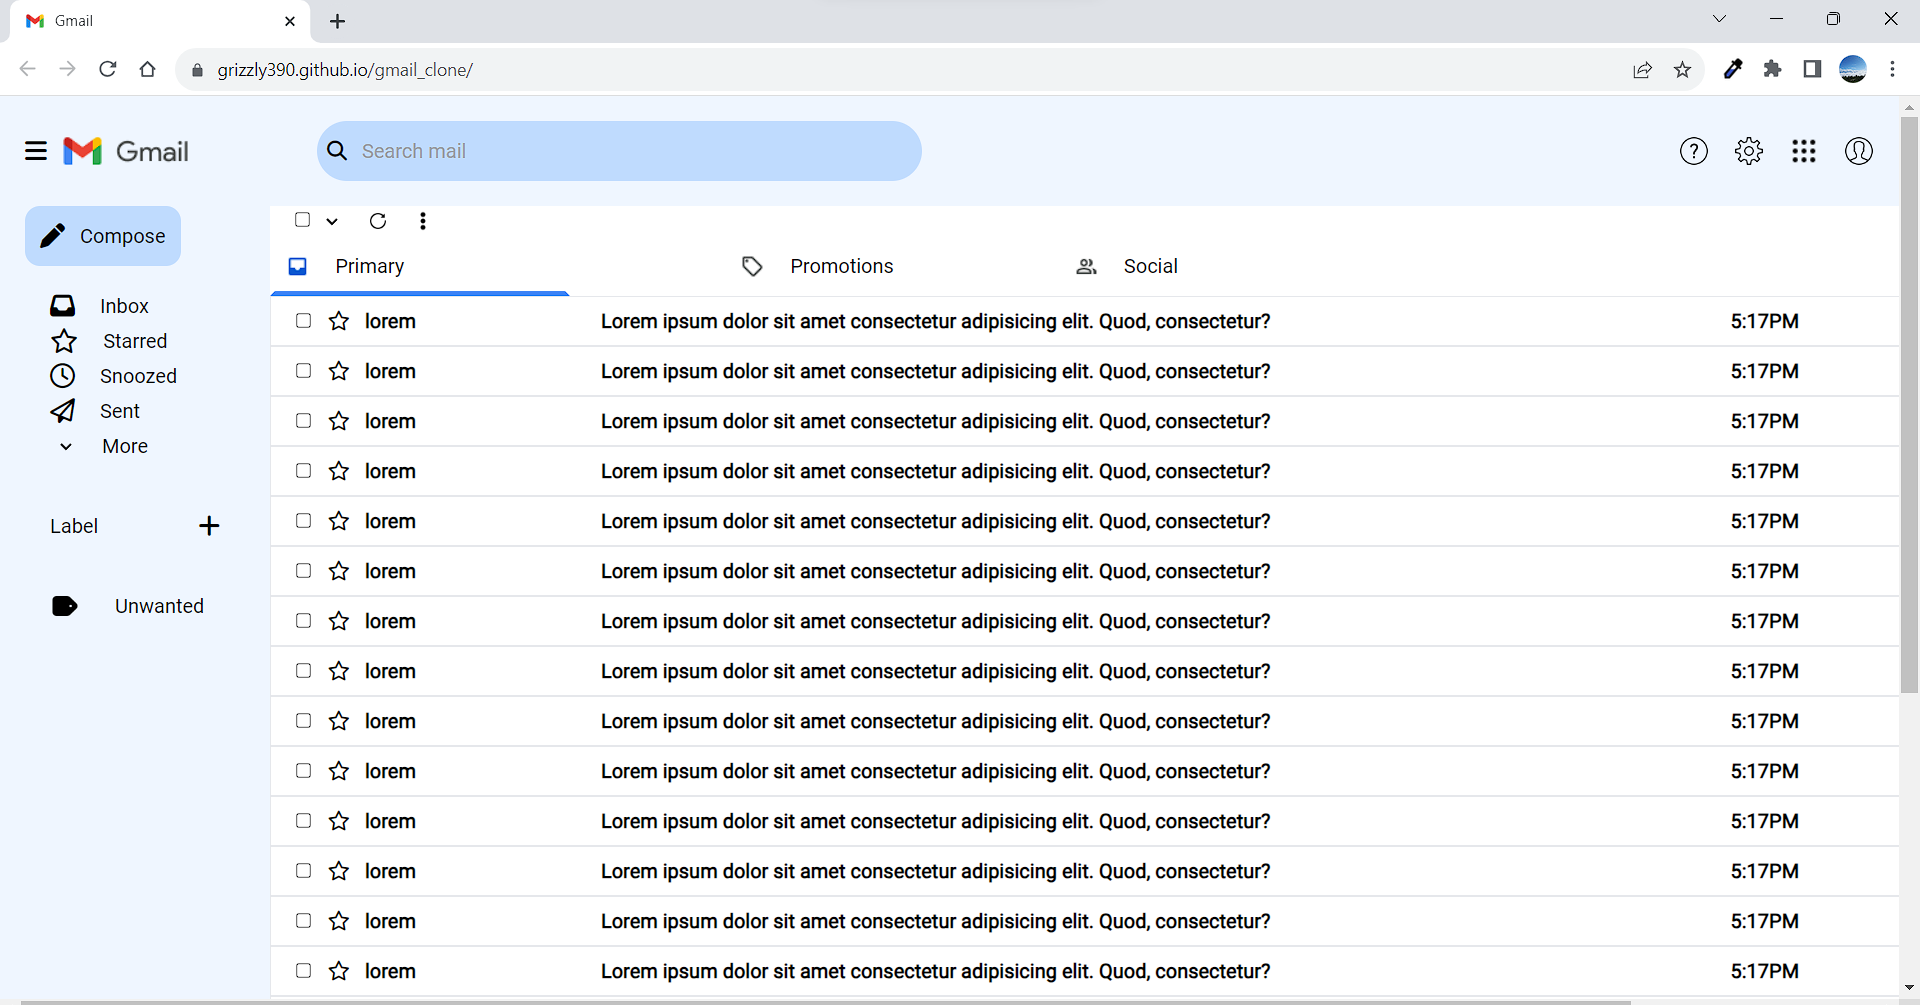 Gmail
grizzly390.github.io/gmail_clone/
Gmail
Search mail
Compose
Inbox
Starred
Snoozed
Sent
More
Label
Unwanted
Primary Promotions Social
lorem Lorem ipsum dolor sit amet consectetur adipisicing elit. Quod, consectetur? 5:17PM
lorem Lorem ipsum dolor sit amet consectetur adipisicing elit. Quod, consectetur? 5:17PM
lorem Lorem ipsum dolor sit amet consectetur adipisicing elit. Quod, consectetur? 5:17PM
lorem Lorem ipsum dolor sit amet consectetur adipisicing elit. Quod, consectetur? 5:17PM
lorem Lorem ipsum dolor sit amet consectetur adipisicing elit. Quod, consectetur? 5:17PM
lorem Lorem ipsum dolor sit amet consectetur adipisicing elit. Quod, consectetur? 5:17PM
lorem Lorem ipsum dolor sit amet consectetur adipisicing elit. Quod, consectetur? 5:17PM
lorem Lorem ipsum dolor sit amet consectetur adipisicing elit. Quod, consectetur? 5:17PM
lorem Lorem ipsum dolor sit amet consectetur adipisicing elit. Quod, consectetur? 5:17PM
lorem Lorem ipsum dolor sit amet consectetur adipisicing elit. Quod, consectetur? 5:17PM
lorem Lorem ipsum dolor sit amet consectetur adipisicing elit. Quod, consectetur? 5:17PM
lorem Lorem ipsum dolor sit amet consectetur adipisicing elit. Quod, consectetur? 5:17PM
lorem Lorem ipsum dolor sit amet consectetur adipisicing elit. Quod, consectetur? 5:17PM
lorem Lorem ipsum dolor sit amet consectetur adipisicing elit. Quod, consectetur? 5:17PM